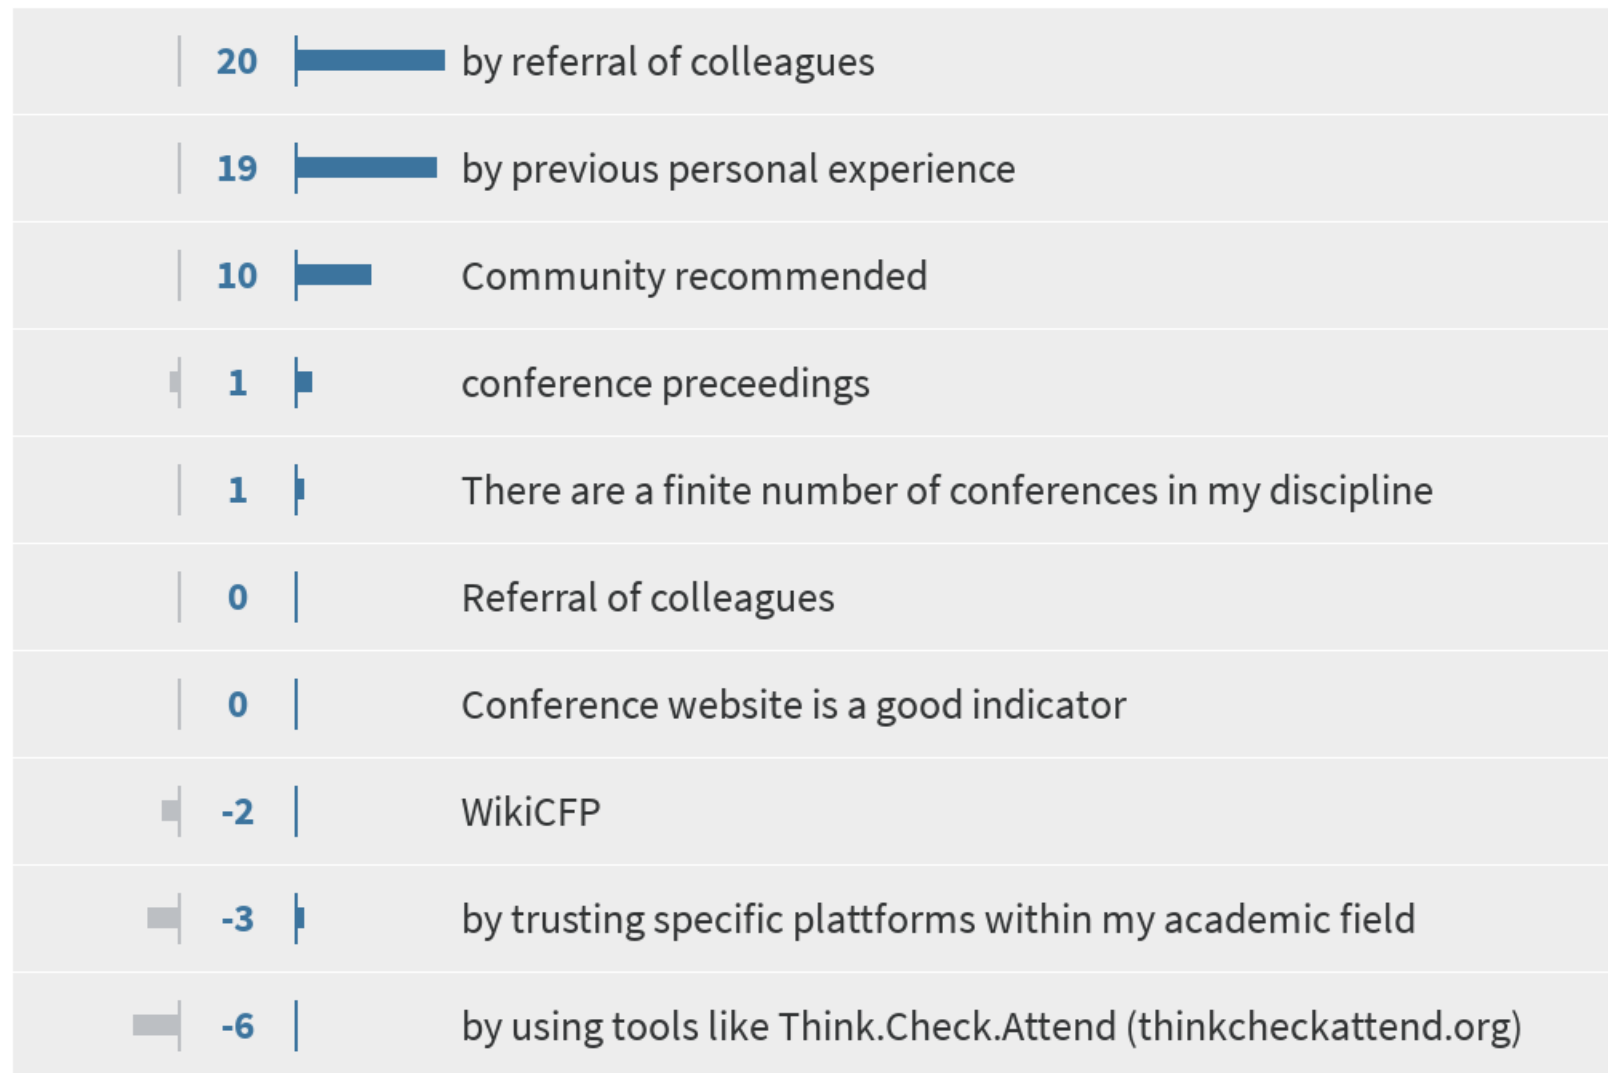 20 by referral of colleagues
19 by previous personal experience
10 Community recommended
1 conference preceedings
1 There are a finite number of conferences in my discipline
0 Referral of colleagues
0 Conference website is a good indicator
-2 WikiCFP
-3 by trusting specific plattforms within my academic field
-6 by using tools like Think.Check.Attend (thinkcheckattend.org)